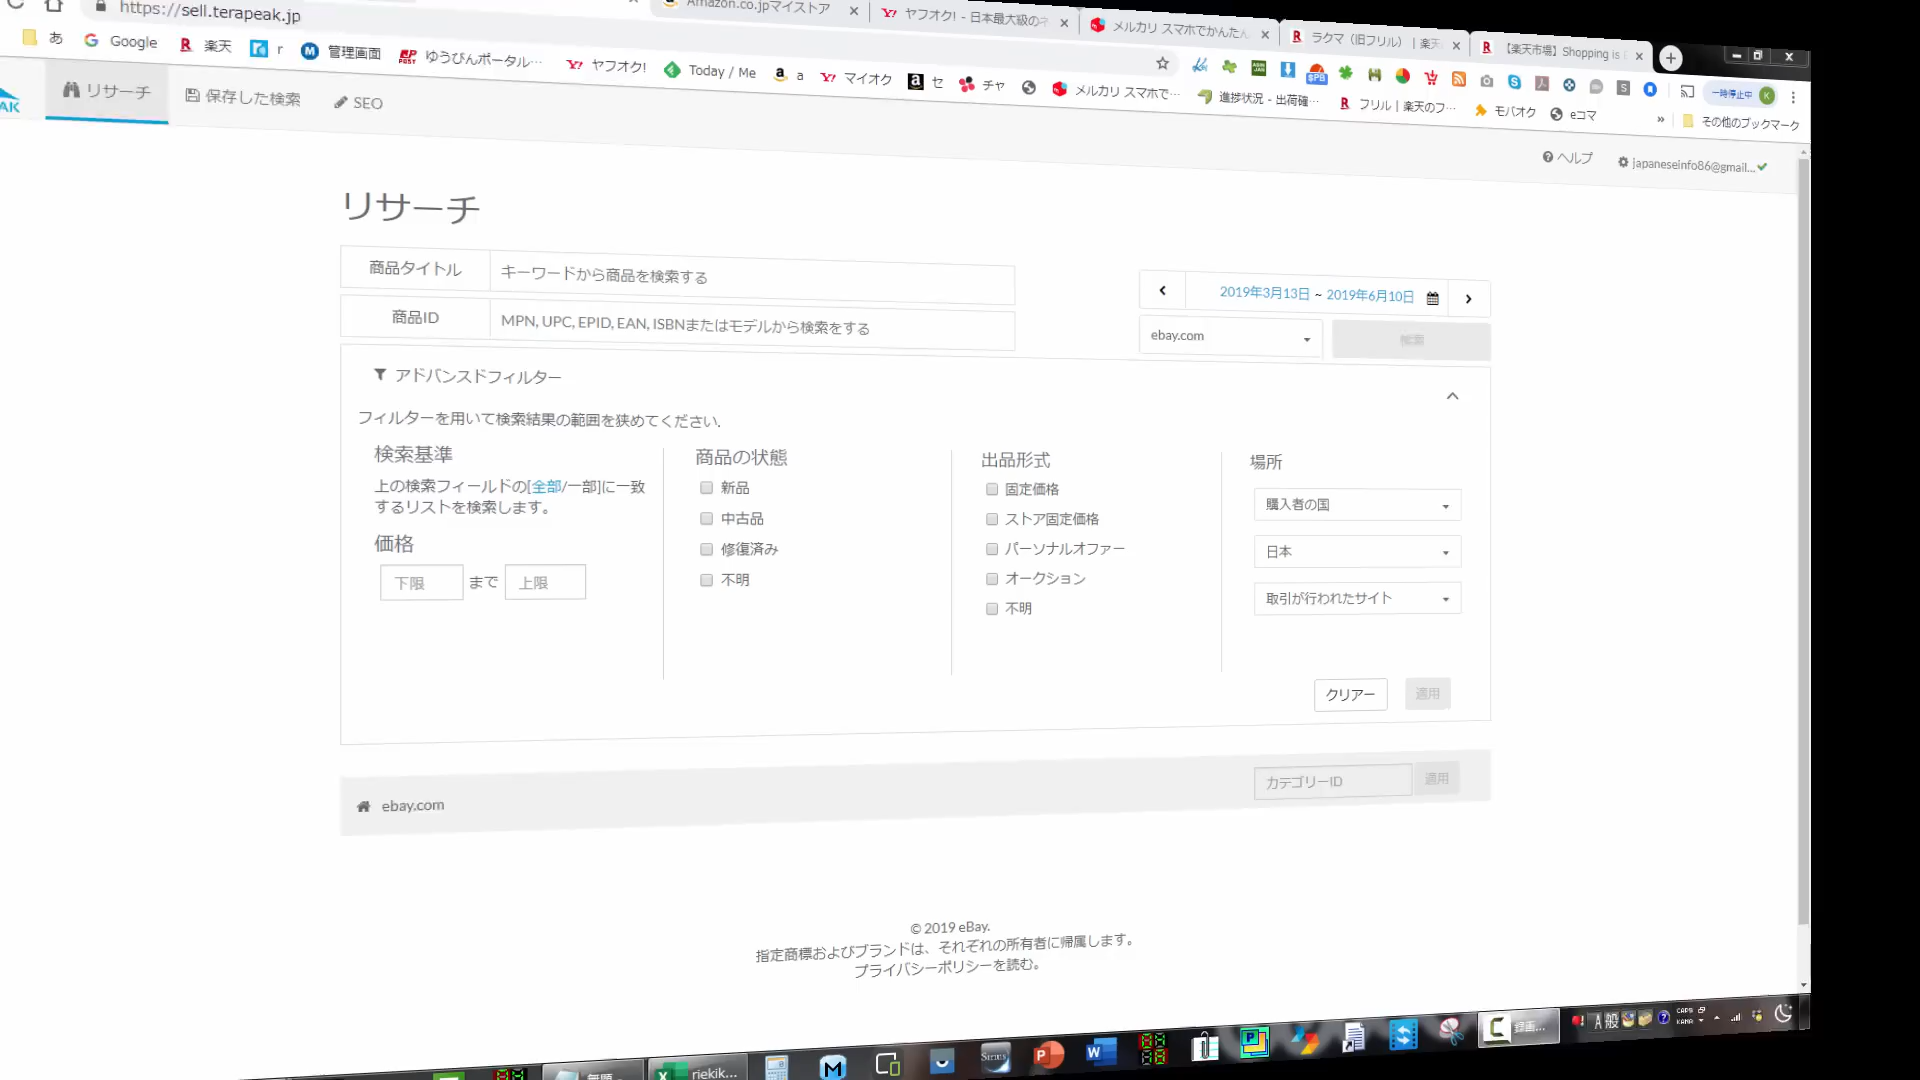 Amazon.co.jpマイストア
ヤフオク! - 日本最大級のネ
メルカリ スマホでかんたん
ラクマ（旧フリル） | 楽天
【楽天市場】Shopping is
https://sell.terapeak.jp
あ
Google
楽天
r
管理画面
ゆうびんポータル…
ヤフオク!
Today / Me
a
マイオク
セ
チャ
メルカリ スマホで…
進捗状況 - 出荷確…
フリル | 楽天のフ…
モバオク
eコマ
»
その他のブックマーク
一時停止中
K
リサーチ
保存した検索
SEO
ヘルプ
japaneseinfo86@gmail...
リサーチ
商品タイトル
キーワードから商品を検索する
2019年3月13日 ~ 2019年6月10日
商品ID
MPN, UPC, EPID, EAN, ISBNまたはモデルから検索をする
ebay.com
検索
アドバンスドフィルター
フィルターを用いて検索結果の範囲を狭めてください.
検索基準
上の検索フィールドの[全部/一部]に一致
するリストを検索します。
価格
下限 まで 上限
商品の状態
新品
中古品
修復済み
不明
出品形式
固定価格
ストア固定価格
パーソナルオファー
オークション
不明
場所
購入者の国
日本
取引が行われたサイト
クリアー
適用
ebay.com
カテゴリーID
適用
© 2019 eBay.
指定商標およびブランドは、それぞれの所有者に帰属します。
プライバシーポリシーを読む。
riekik...
録画...
A 般
CAPS
KANA